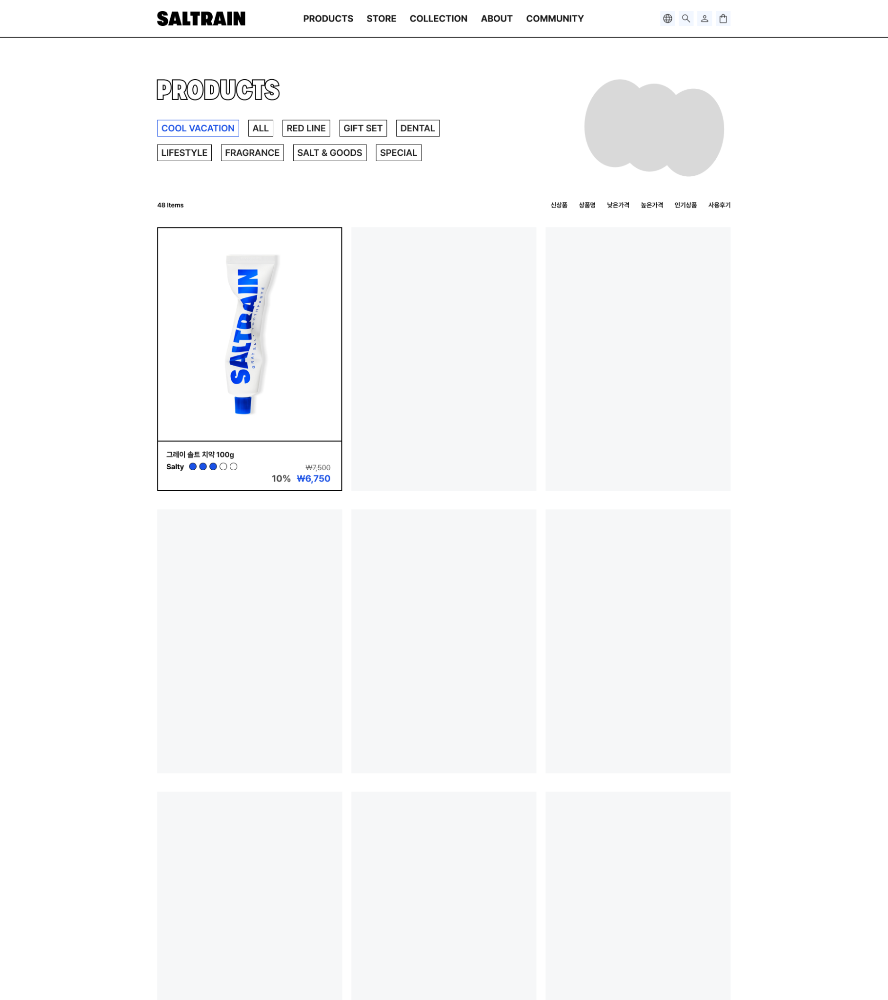 SALTRAIN
PRODUCTS STORE COLLECTION ABOUT COMMUNITY
PRODUCTS
COOL VACATION ALL RED LINE GIFT SET DENTAL
LIFESTYLE FRAGRANCE SALT & GOODS SPECIAL
48 Items
신상품 상품명 낮은가격 높은가격 인기상품 사용후기
SALTRAIN
GRAY SALT TOOTHPASTE
그레이 솔트 치약 100g
Salty
₩7,500
10% ₩6,750